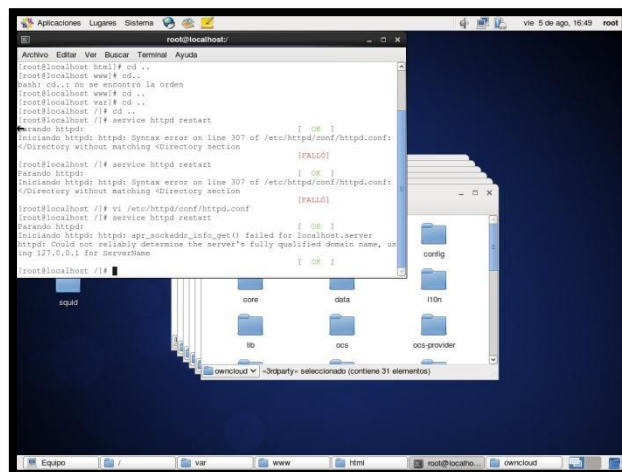 Aplicaciones Lugares Sistema vie 5 de ago, 16:49 root
root@localhost:/
Archivo Editar Ver Buscar Terminal Ayuda
[root@localhost html]# cd ..
[root@localhost www]# cd..
bash: cd..: no se encontró la orden
[root@localhost www]# cd ..
[root@localhost var]# cd ..
[root@localhost /]# cd ..
[root@localhost /]# service httpd restart
Parando httpd: [ OK ]
Iniciando httpd: httpd: Syntax error on line 307 of /etc/httpd/conf/httpd.conf:
</Directory without matching <Directory section
[FALLÓ]
[root@localhost /]# service httpd restart
Parando httpd: [ OK ]
Iniciando httpd: httpd: Syntax error on line 307 of /etc/httpd/conf/httpd.conf:
</Directory without matching <Directory section
[FALLÓ]
[root@localhost /]# vi /etc/httpd/conf/httpd.conf
[root@localhost /]# service httpd restart
Parando httpd: [ OK ]
Iniciando httpd: httpd: apr_sockaddr_info_get() failed for localhost.server
httpd: Could not reliably determine the server's fully qualified domain name, us
ing 127.0.0.1 for ServerName
[ OK ]
[root@localhost /]#
config
squid
core data l10n
lib ocs ocs-provider
owncloud «3rdparty» seleccionado (contiene 31 elementos)
Equipo / var www html root@localho... owncloud